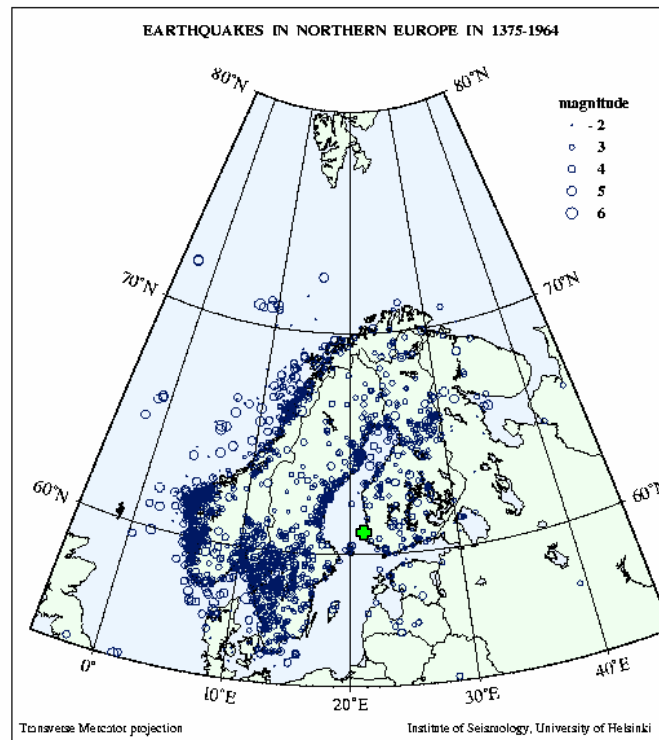 EARTHQUAKES IN NORTHERN EUROPE IN 1375-1964
80°N
80°N
magnitude
- 2
3
4
5
6
70°N
70°N
60°N
60°N
0°
10°E
20°E
30°E
40°E
Transverse Mercator projection
Institute of Seismology, University of Helsinki